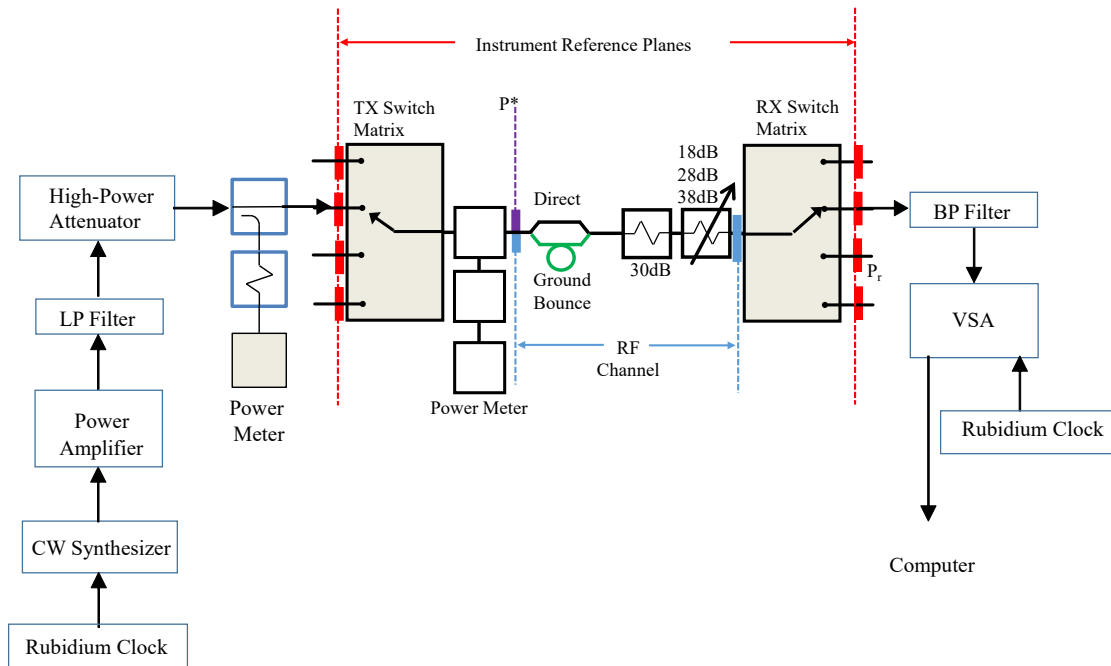 Instrument Reference Planes
P*
TX Switch
Matrix
RX Switch
Matrix
18dB
28dB
38dB
High-Power
Attenuator
Direct
BP Filter
30dB
Ground
Bounce
P_r
LP Filter
VSA
RF
Channel
Power Meter
Power
Meter
Power
Amplifier
Rubidium Clock
CW Synthesizer
Computer
Rubidium Clock